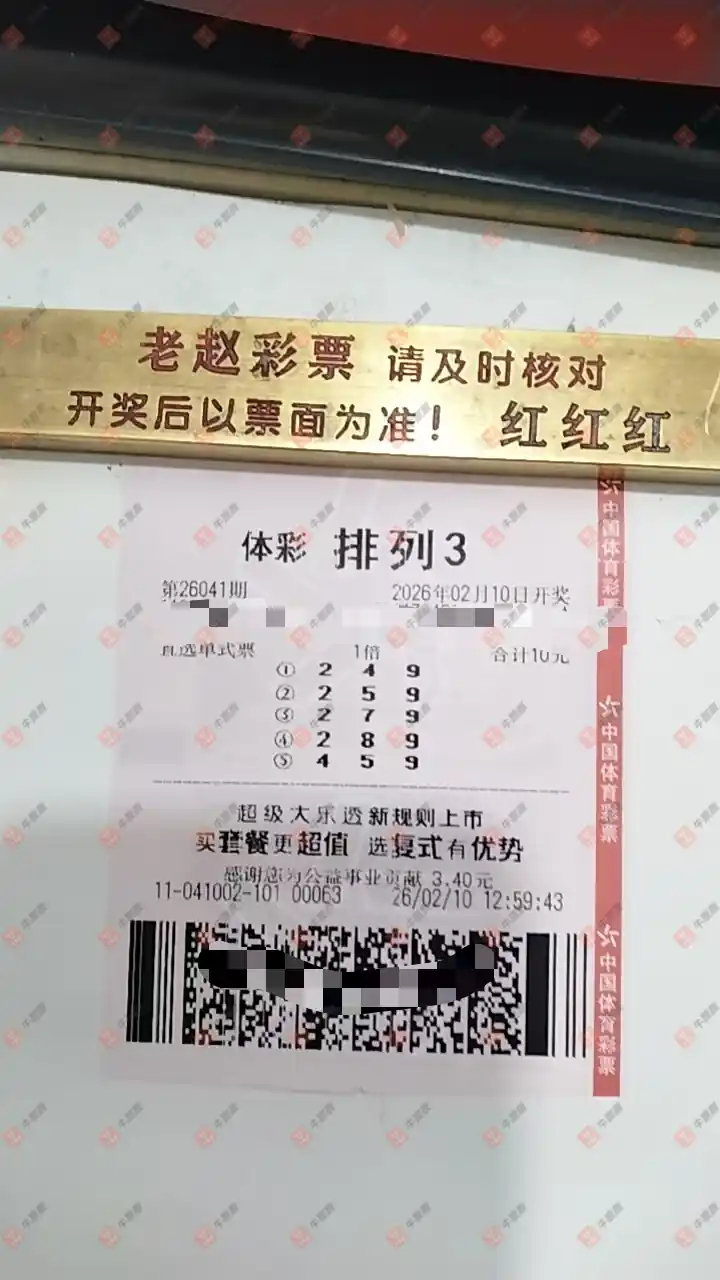 老赵彩票 请及时核对
开奖后以票面为准! 红红红
体彩 排列3
第26041期 2026年02月10日开奖
直选单式票 1倍 合计10元
① 2 4 9
② 2 5 9
③ 2 7 9
④ 2 8 9
⑤ 4 5 9
超级大乐透新规则上市
买套餐更超值 选复式有优势
感谢您为公益事业贡献 3.40元
11-041002-101 00063 26/02/10 12:59:43
中国体育彩票
中国体育彩票
中国体育彩票